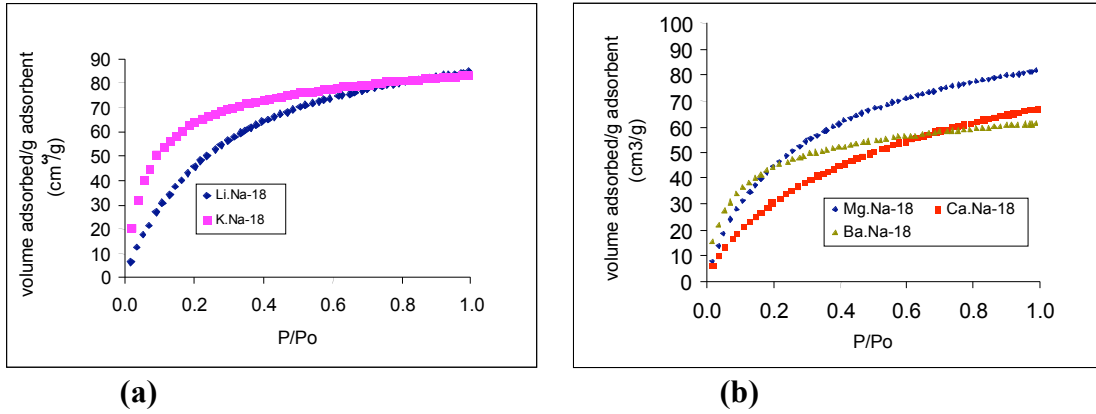 volume adsorbed/g adsorbent
(cm³/g)
90
80
70
60
50
40
30
20
10
0
Li.Na-18
K.Na-18
0.0 0.2 0.4 0.6 0.8 1.0
P/Po
(a)
volume adsorbed/g adsorbent
(cm3/g)
100
90
80
70
60
50
40
30
20
10
0
Mg.Na-18 Ca.Na-18
Ba.Na-18
0.0 0.2 0.4 0.6 0.8 1.0
P/Po
(b)